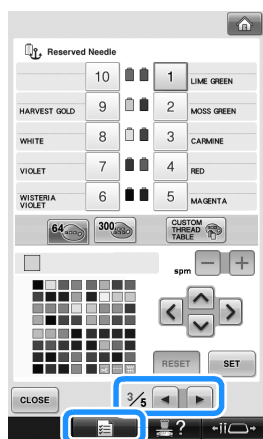 Reserved Needle
10 1 LIME GREEN
HARVEST GOLD 9 2 MOSS GREEN
WHITE 8 3 CARMINE
VIOLET 7 4 RED
WISTERIA VIOLET 6 5 MAGENTA
64 300 CUSTOM THREAD TABLE
spm − +
RESET SET
CLOSE 3/5
?